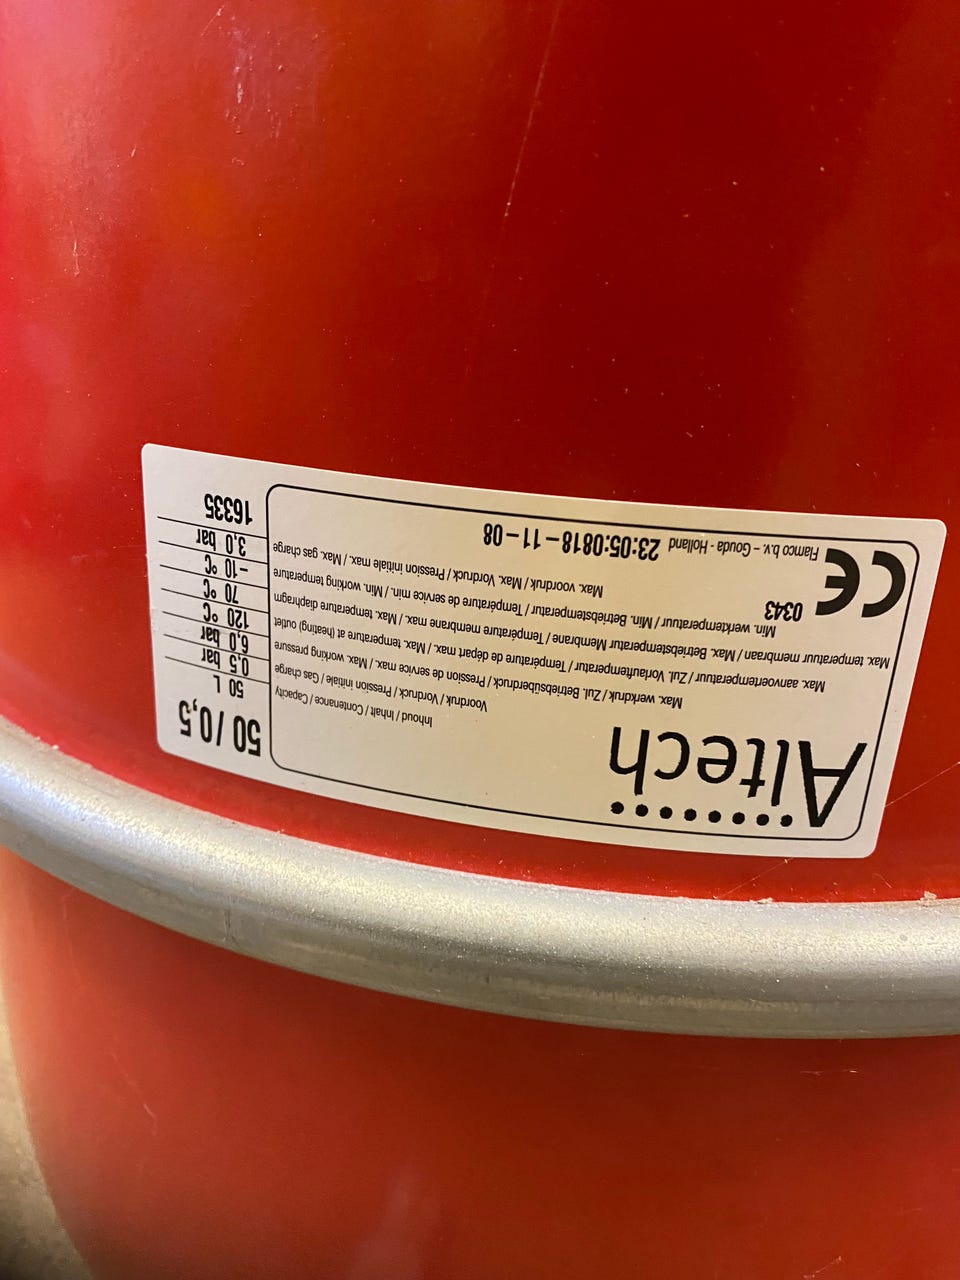 Altech
50 / 0,5
Inhoud / Inhalt / Contenance / Capacity 50 L
Voordruk / Vordruck / Pression initiale / Gas charge 0,5 bar
Max. werkdruk / Zul. Betriebsüberdruck / Pression de service max. / Max. working pressure 6,0 bar
Max. aanvoertemperatuur / Zul. Vorlauftemperatur / Température de départ max. / Max. temperature at (heating) outlet 120 °C
Max. temperatuur membraan / Max. Betriebstemperatur Membrane / Température membrane max. / Max. temperature diaphragm 70 °C
Min. werktemperatuur / Min. Betriebstemperatur / Température de service min. / Min. working temperature -10 °C
Max. voordruk / Max. Vordruck / Pression initiale max. / Max. gas charge 3,0 bar
CE 0343
Flamco b.v. – Gouda - Holland 23:05:0818–11–08 16335